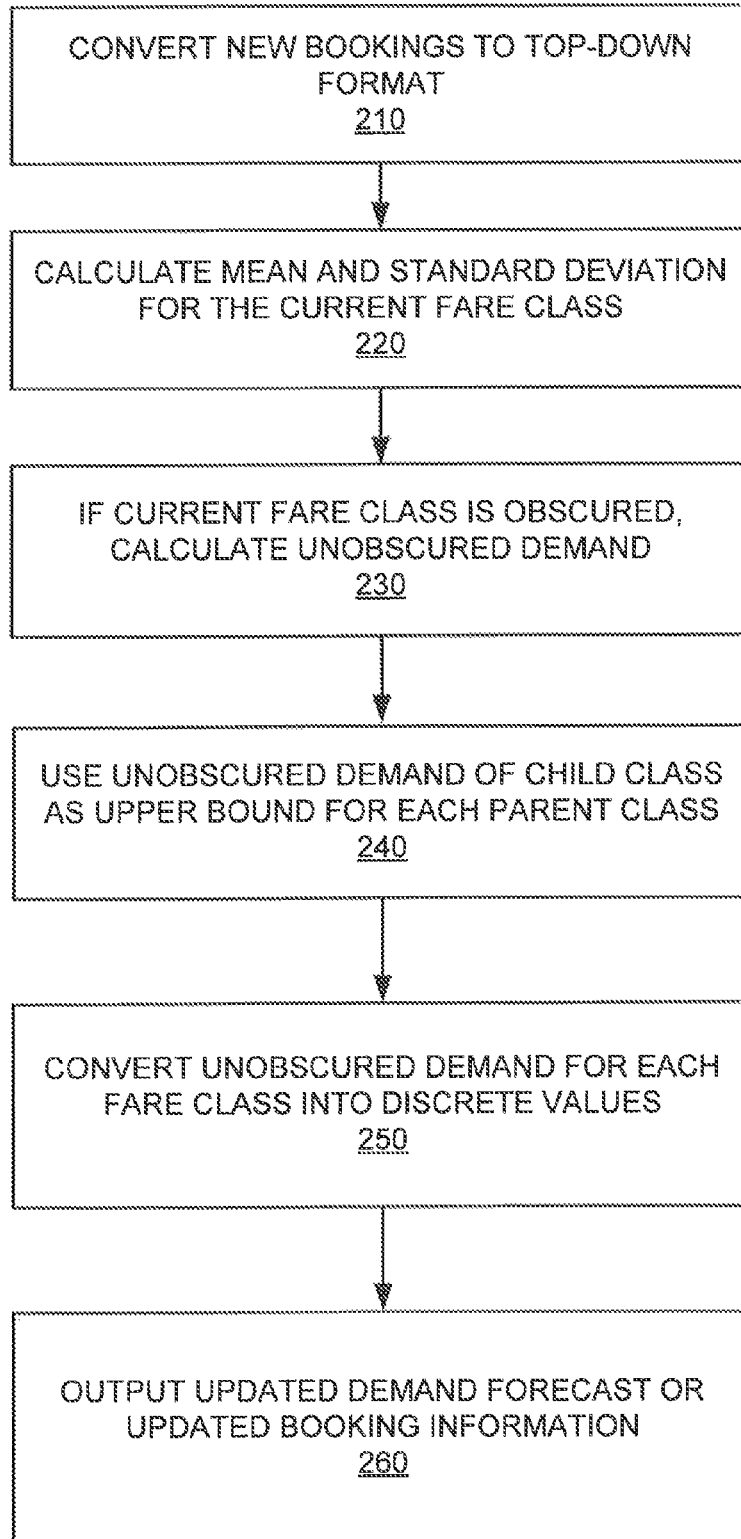 CONVERT NEW BOOKINGS TO TOP-DOWN
FORMAT
210
CALCULATE MEAN AND STANDARD DEVIATION
FOR THE CURRENT FARE CLASS
220
IF CURRENT FARE CLASS IS OBSCURED,
CALCULATE UNOBSCURED DEMAND
230
USE UNOBSCURED DEMAND OF CHILD CLASS
AS UPPER BOUND FOR EACH PARENT CLASS
240
CONVERT UNOBSCURED DEMAND FOR EACH
FARE CLASS INTO DISCRETE VALUES
250
OUTPUT UPDATED DEMAND FORECAST OR
UPDATED BOOKING INFORMATION
260